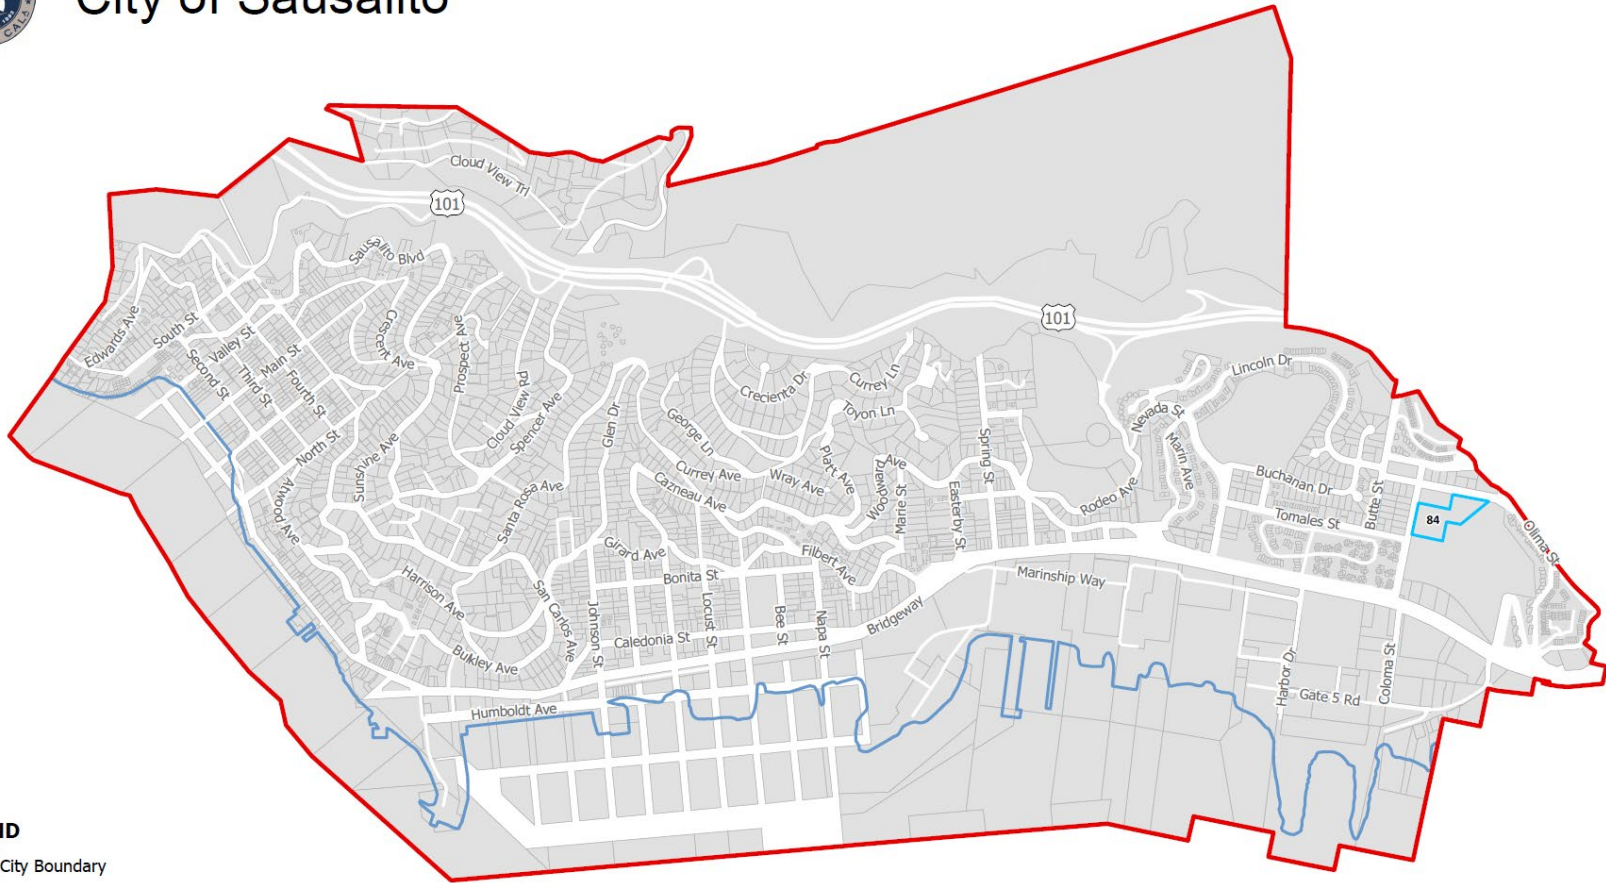 City of Sausalito
1893
CALA
Cloud View Trl
101
Sausalito Blvd
Edwards Ave
South St
Valley St
Second St
Main St
Third St
Fourth St
Crescent Ave
Prospect Ave
Cloud View Rd
Spencer Ave
North St
Sunshine Ave
Atwood Ave
Santa Rosa Ave
Glen Dr
George Ln
Crecienta Dr
Currey Ln
Toyon Ln
Currey Ave
Cazneau Ave
Wray Ave
Platt Ave
Woodward Ave
Marie St
Spring St
Easterby St
101
Rodeo Ave
Nevada St
Marin Ave
Lincoln Dr
Buchanan Dr
Tomales St
Butte St
84
Olima St
Girard Ave
Bonita St
Filbert Ave
Harrison Ave
San Carlos Ave
Johnson St
Locust St
Bee St
Napa St
Caledonia St
Bridgeway
Marinship Way
Bulkley Ave
Humboldt Ave
Harbor Dr
Gate 5 Rd
Coloma St
City Boundary